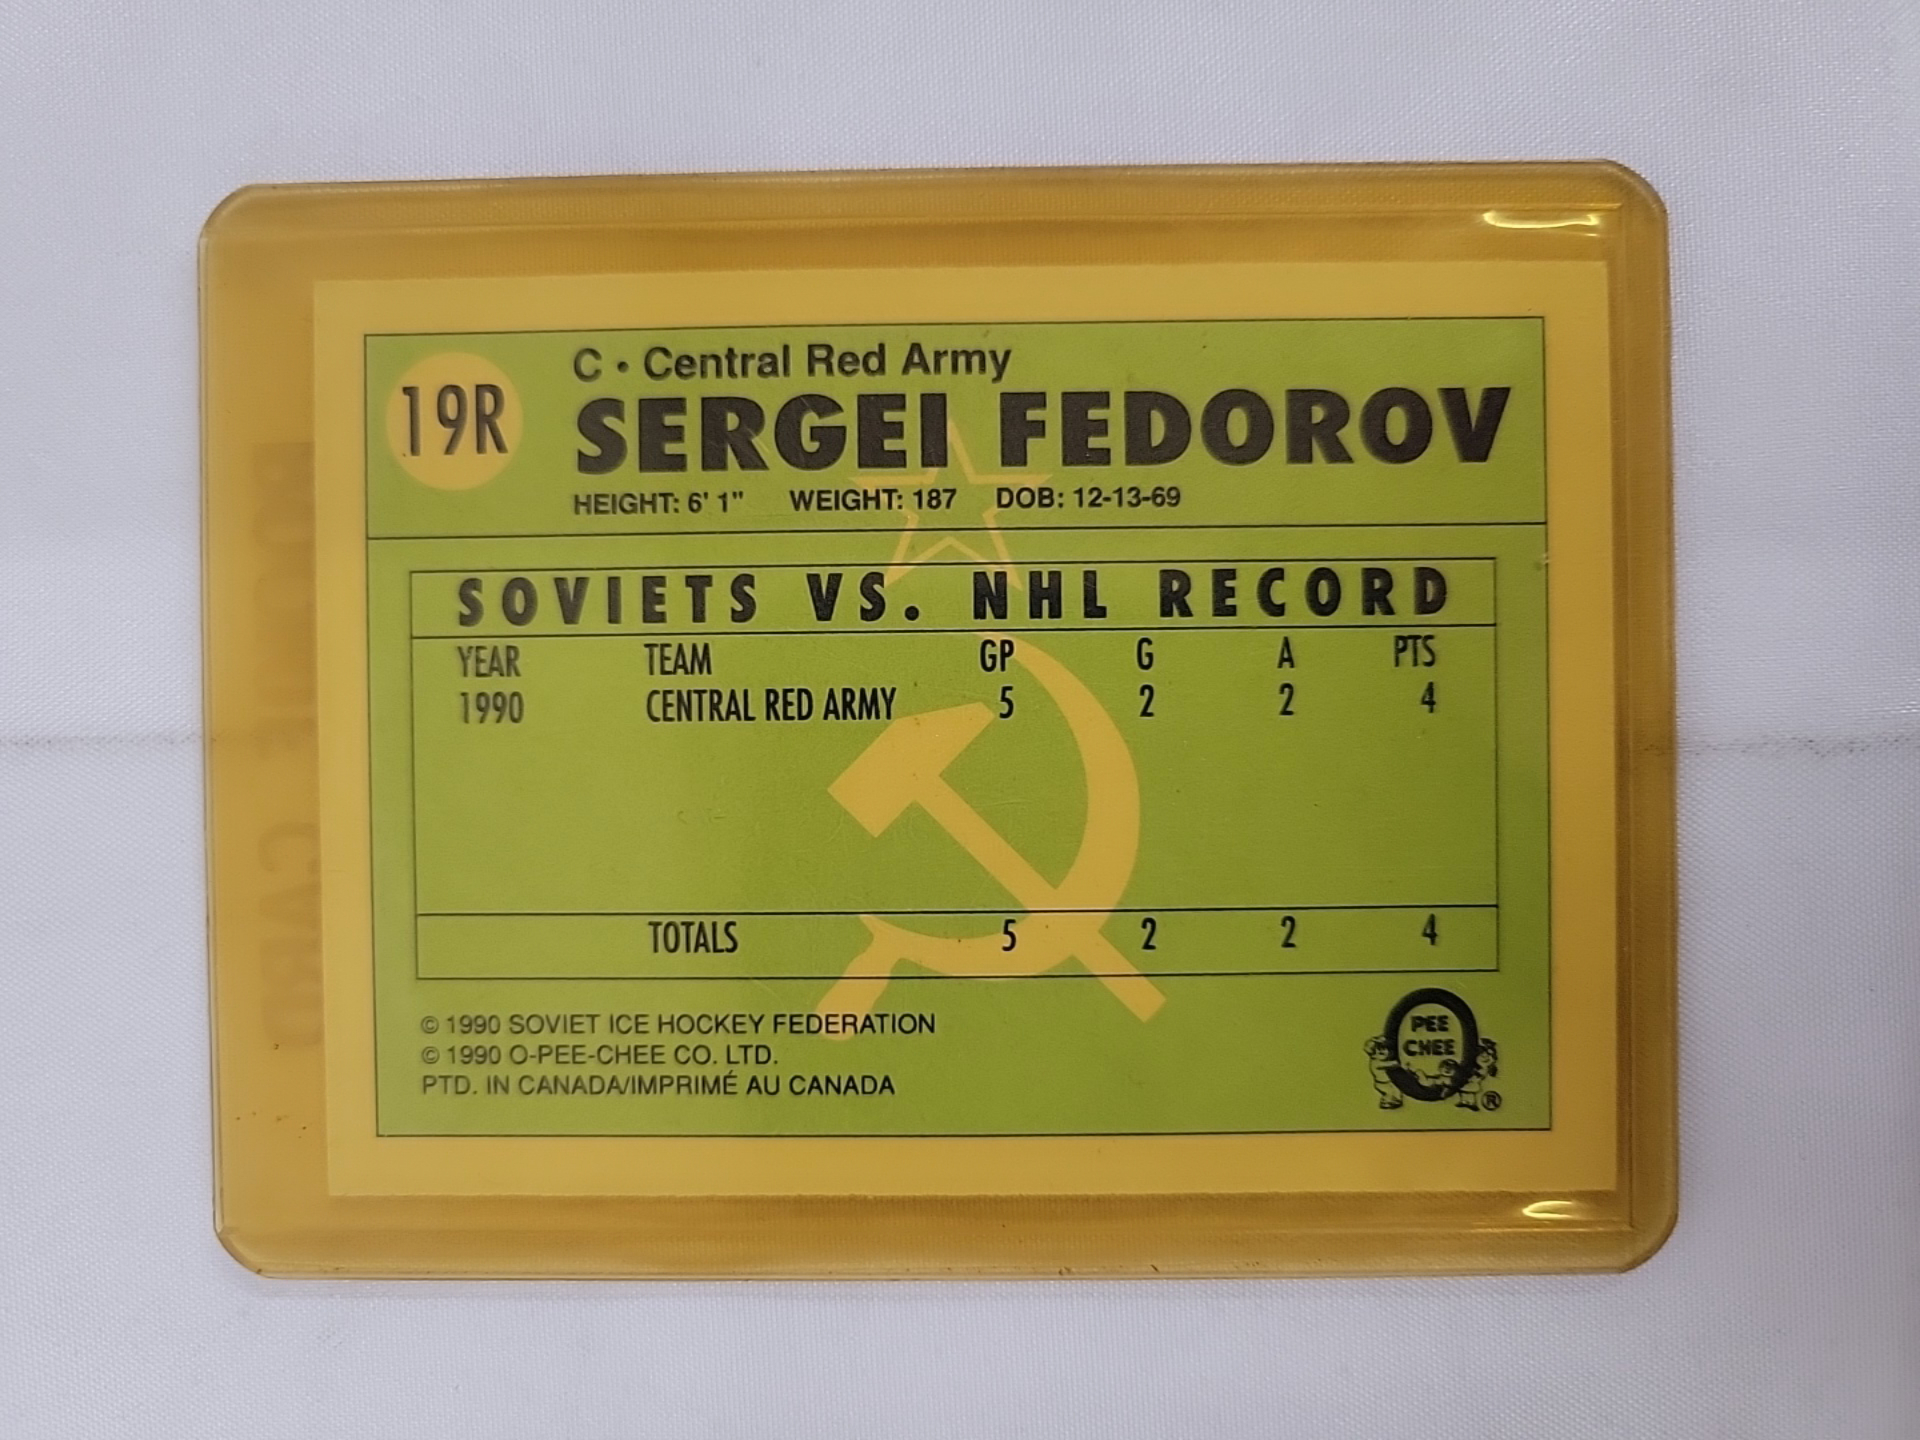 19R
C • Central Red Army
SERGEI FEDOROV
HEIGHT: 6' 1" WEIGHT: 187 DOB: 12-13-69
SOVIETS VS. NHL RECORD
YEAR TEAM GP G A PTS
1990 CENTRAL RED ARMY 5 2 2 4
TOTALS 5 2 2 4
© 1990 SOVIET ICE HOCKEY FEDERATION
© 1990 O-PEE-CHEE CO. LTD.
PTD. IN CANADA/IMPRIMÉ AU CANADA
O
PEE
CHEE
®